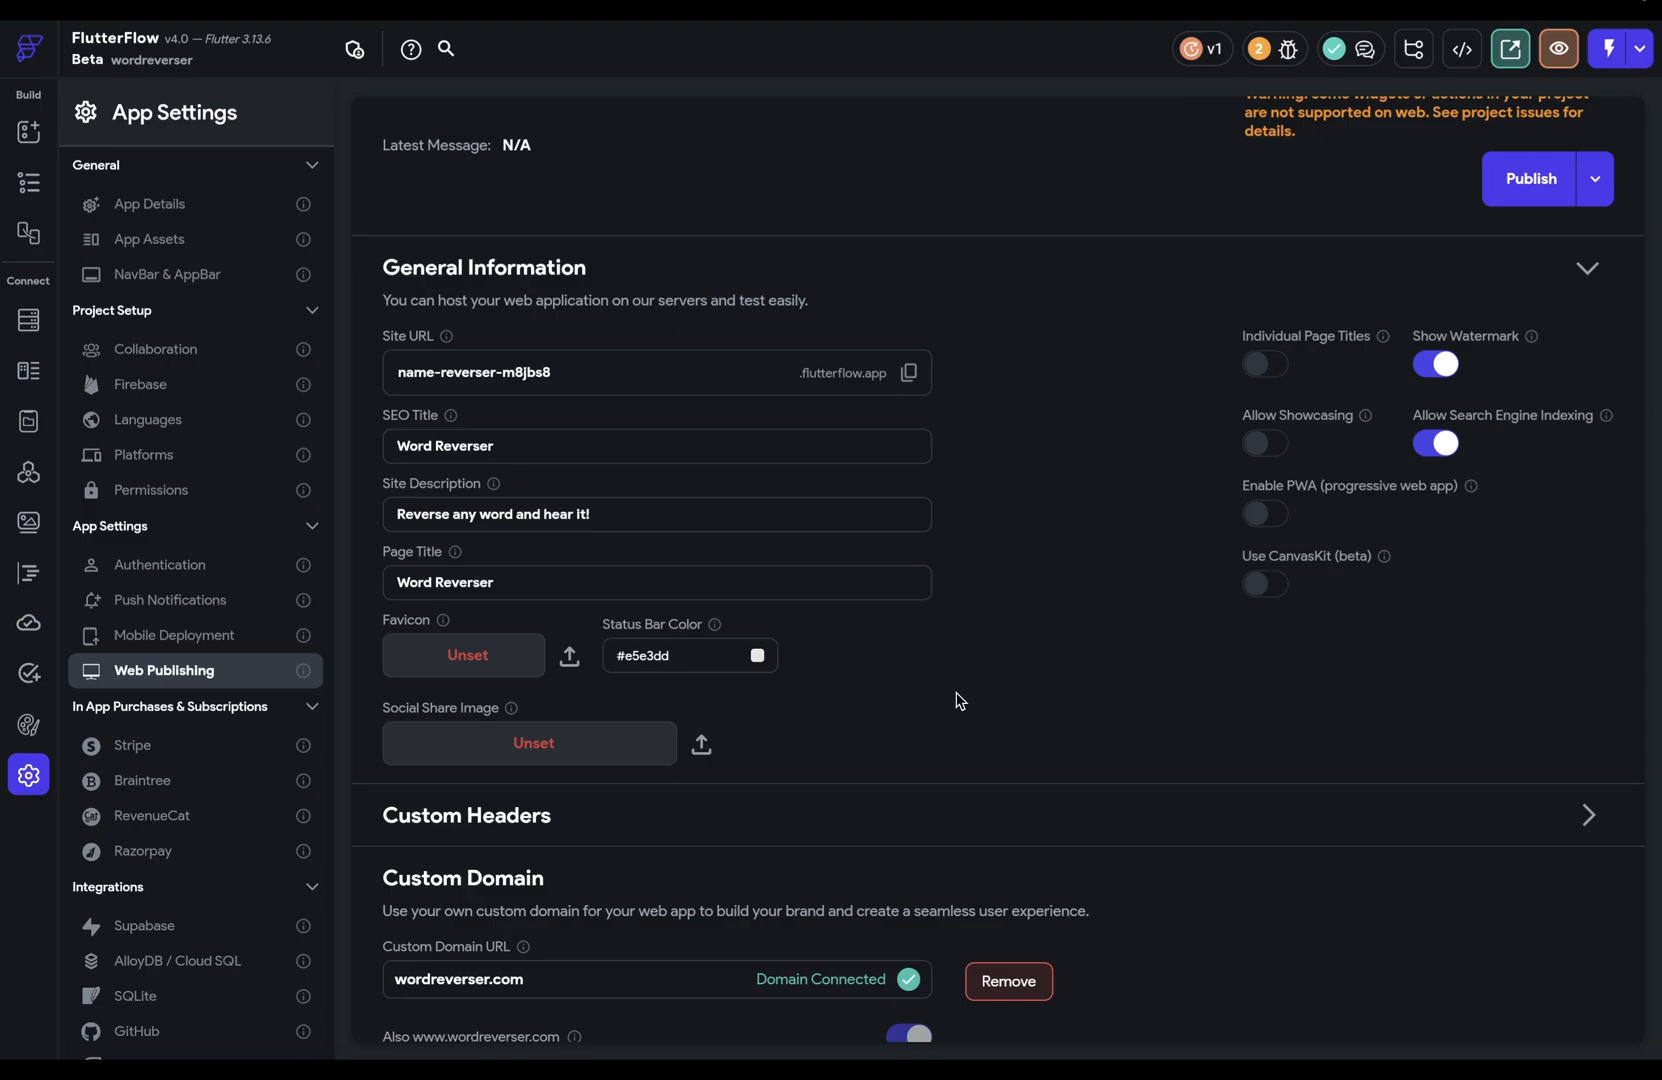 FlutterFlow v4.0 — Flutter 3.13.6
Beta wordreverser
v1
2
Build
App Settings
General
App Details
App Assets
NavBar & AppBar
Connect
Project Setup
Collaboration
Firebase
Languages
Platforms
Permissions
App Settings
Authentication
Push Notifications
Mobile Deployment
Web Publishing
In App Purchases & Subscriptions
Stripe
Braintree
RevenueCat
Razorpay
Integrations
Supabase
AlloyDB / Cloud SQL
SQLite
GitHub
Warning: some widgets or actions in your project
are not supported on web. See project issues for
details.
Latest Message: N/A
Publish
General Information
You can host your web application on our servers and test easily.
Site URL
name-reverser-m8jbs8 .flutterflow.app
SEO Title
Word Reverser
Site Description
Reverse any word and hear it!
Page Title
Word Reverser
Favicon
Unset
Status Bar Color
#e5e3dd
Social Share Image
Unset
Individual Page Titles
Show Watermark
Allow Showcasing
Allow Search Engine Indexing
Enable PWA (progressive web app)
Use CanvasKit (beta)
Custom Headers
Custom Domain
Use your own custom domain for your web app to build your brand and create a seamless user experience.
Custom Domain URL
wordreverser.com Domain Connected
Remove
Also www.wordreverser.com